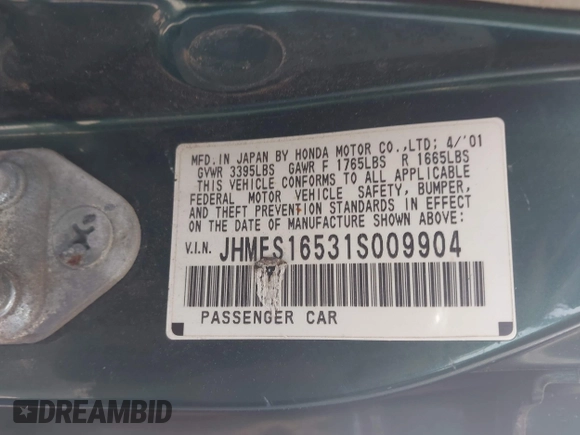 MFD.IN JAPAN BY HONDA MOTOR CO.,LTD; 4/'01
GVWR 3395LBS GAWR F 1765LBS R 1665LBS
THIS VEHICLE CONFORMS TO ALL APPLICABLE
FEDERAL MOTOR VEHICLE SAFETY, BUMPER,
AND THEFT PREVENTION STANDARDS IN EFFECT
ON THE DATE OF MANUFACTURE SHOWN ABOVE:
V.I.N. JHMES16531S009904
PASSENGER CAR
DREAMBID